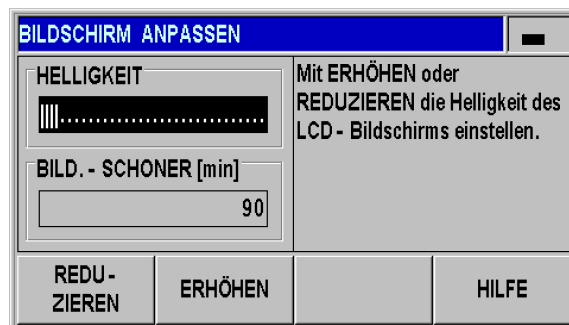 BILDSCHIRM ANPASSEN
HELLIGKEIT
Mit ERHÖHEN oder
REDUZIEREN die Helligkeit des
LCD - Bildschirms einstellen.
BILD. - SCHONER [min]
90
REDU -
ZIEREN
ERHÖHEN
HILFE